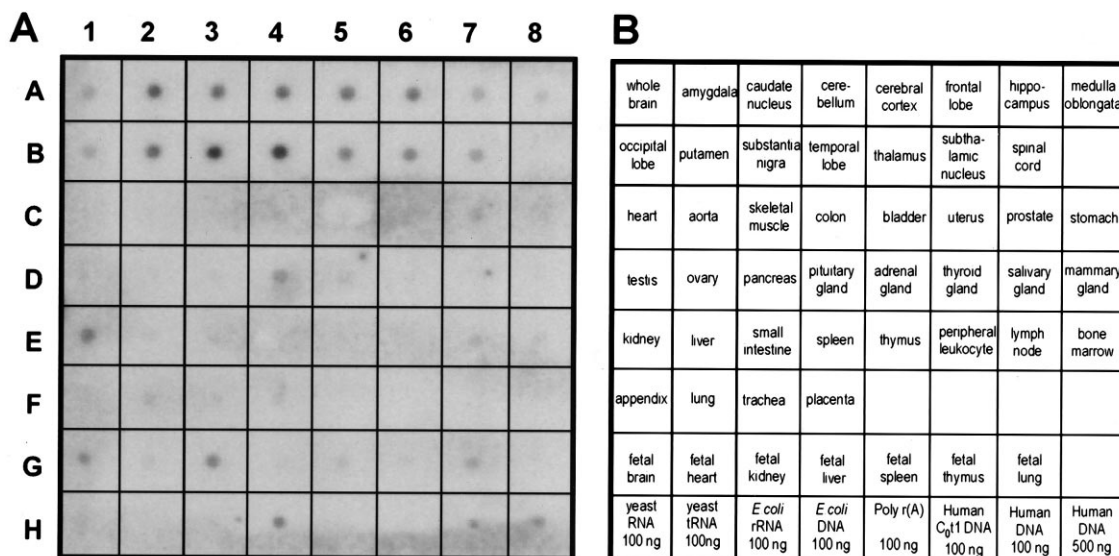 A
1 2 3 4 5 6 7 8
A
B
C
D
E
F
G
H
B
whole brain amygdala caudate nucleus cere- bellum cerebral cortex frontal lobe hippo- campus medulla oblongata
occipital lobe putamen substantia nigra temporal lobe thalamus subtha- lamic nucleus spinal cord
heart aorta skeletal muscle colon bladder uterus prostate stomach
testis ovary pancreas pituitary gland adrenal gland thyroid gland salivary gland mammary gland
kidney liver small intestine spleen thymus peripheral leukocyte lymph node bone marrow
appendix lung trachea placenta
fetal brain fetal heart fetal kidney fetal liver fetal spleen fetal thymus fetal lung
yeast RNA 100 ng yeast tRNA 100ng E coli rRNA 100 ng E coli DNA 100 ng Poly r(A) 100 ng Human C₀t1 DNA 100 ng Human DNA 100 ng Human DNA 500 ng